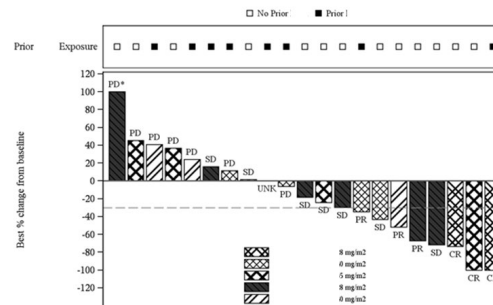 No Prior Prior
Prior Exposure
Best % change from baseline
120
100
80
60
40
20
0
-20
-40
-60
-80
-100
-120
PD* PD PD PD PD SD PD SD UNK PD SD SD SD PR SD PR PR SD CR CR C
8 mg/m2
0 mg/m2
5 mg/m2
8 mg/m2
0 mg/m2